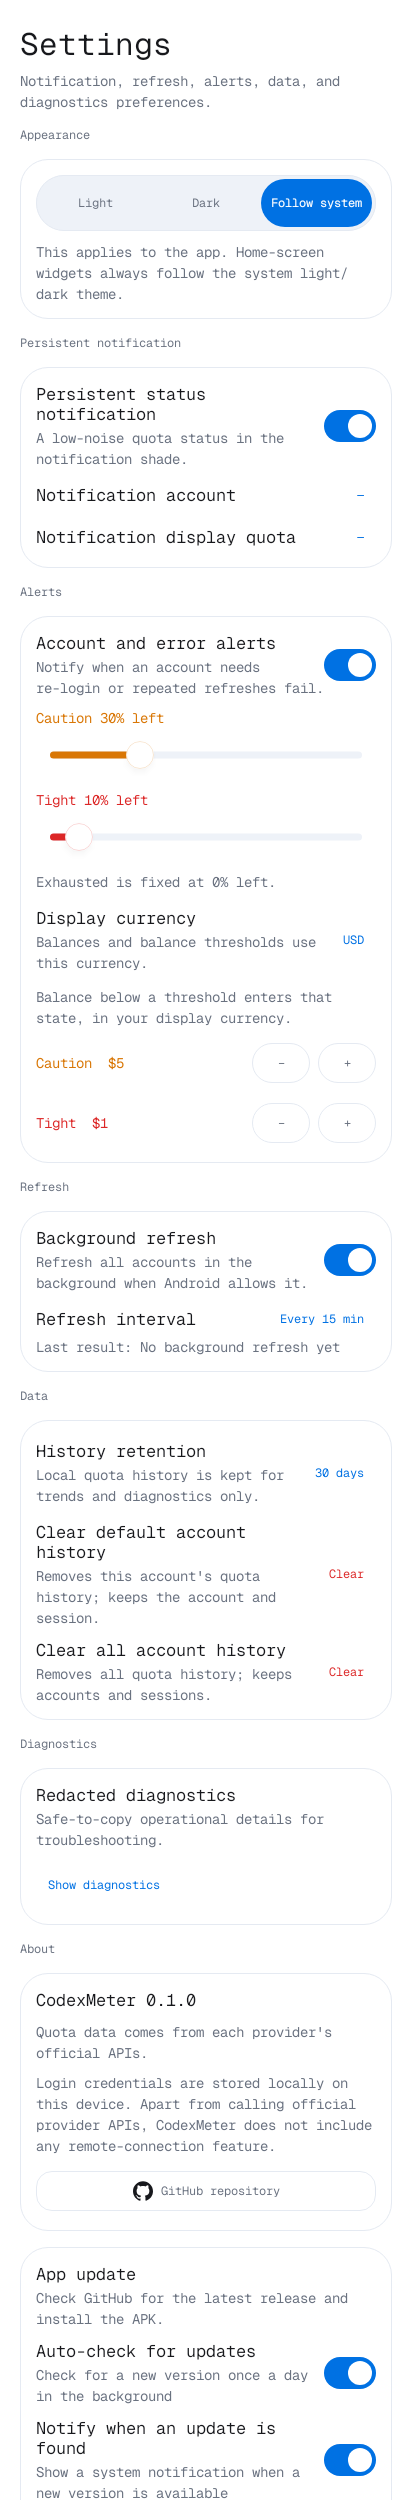 Settings
Notification, refresh, alerts, data, and
diagnostics preferences.
Appearance
Light
Dark
Follow system
This applies to the app. Home-screen
widgets always follow the system light/
dark theme.
Persistent notification
Persistent status
notification
A low-noise quota status in the
notification shade.
Notification account
–
Notification display quota
–
Alerts
Account and error alerts
Notify when an account needs
re-login or repeated refreshes fail.
Caution 30% left
Tight 10% left
Exhausted is fixed at 0% left.
Display currency
Balances and balance thresholds use
this currency.
USD
Balance below a threshold enters that
state, in your display currency.
Caution $5
−
+
Tight $1
−
+
Refresh
Background refresh
Refresh all accounts in the
background when Android allows it.
Refresh interval
Every 15 min
Last result: No background refresh yet
Data
History retention
Local quota history is kept for
trends and diagnostics only.
30 days
Clear default account
history
Removes this account's quota
history; keeps the account and
session.
Clear
Clear all account history
Removes all quota history; keeps
accounts and sessions.
Clear
Diagnostics
Redacted diagnostics
Safe-to-copy operational details for
troubleshooting.
Show diagnostics
About
CodexMeter 0.1.0
Quota data comes from each provider's
official APIs.
Login credentials are stored locally on
this device. Apart from calling official
provider APIs, CodexMeter does not include
any remote-connection feature.
GitHub repository
App update
Check GitHub for the latest release and
install the APK.
Auto-check for updates
Check for a new version once a day
in the background
Notify when an update is
found
Show a system notification when a
new version is available